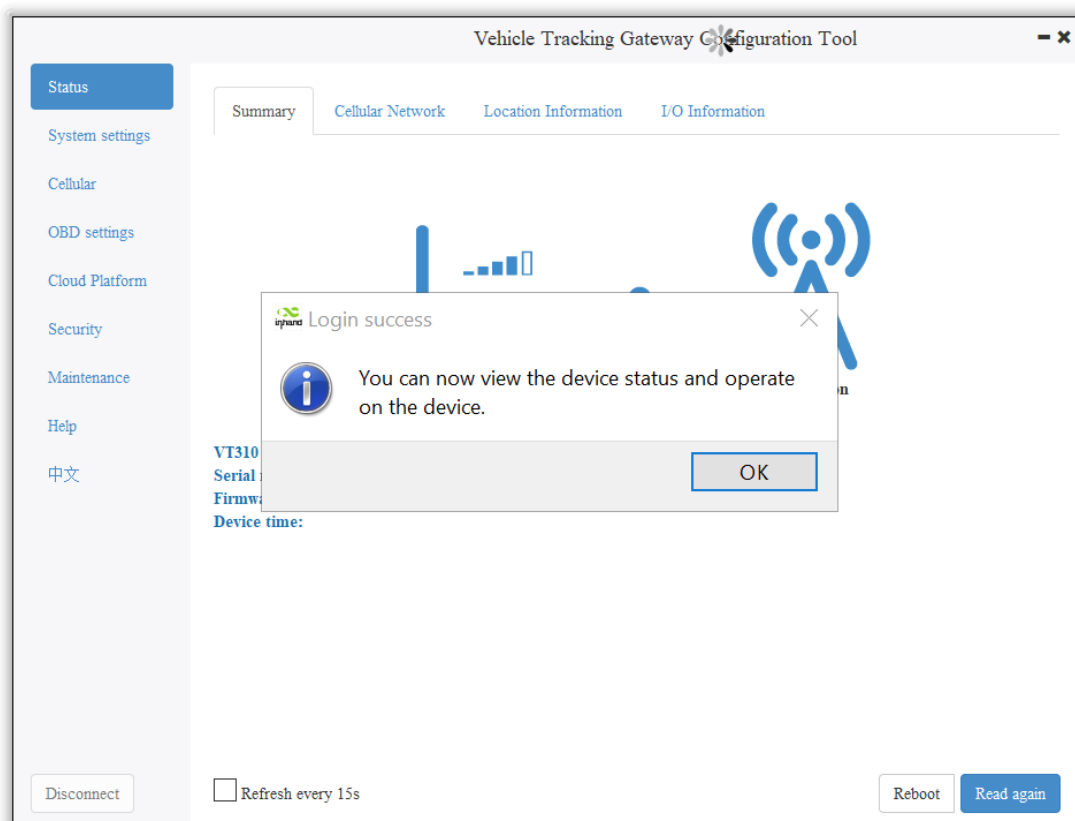 Vehicle Tracking Gateway Configuration Tool
Status
System settings
Cellular
OBD settings
Cloud Platform
Security
Maintenance
Help
中文
Disconnect
Summary
Cellular Network
Location Information
I/O Information
inhand Login success
You can now view the device status and operate
on the device.
OK
VT310
Serial
Device time:
Refresh every 15s
Reboot
Read again